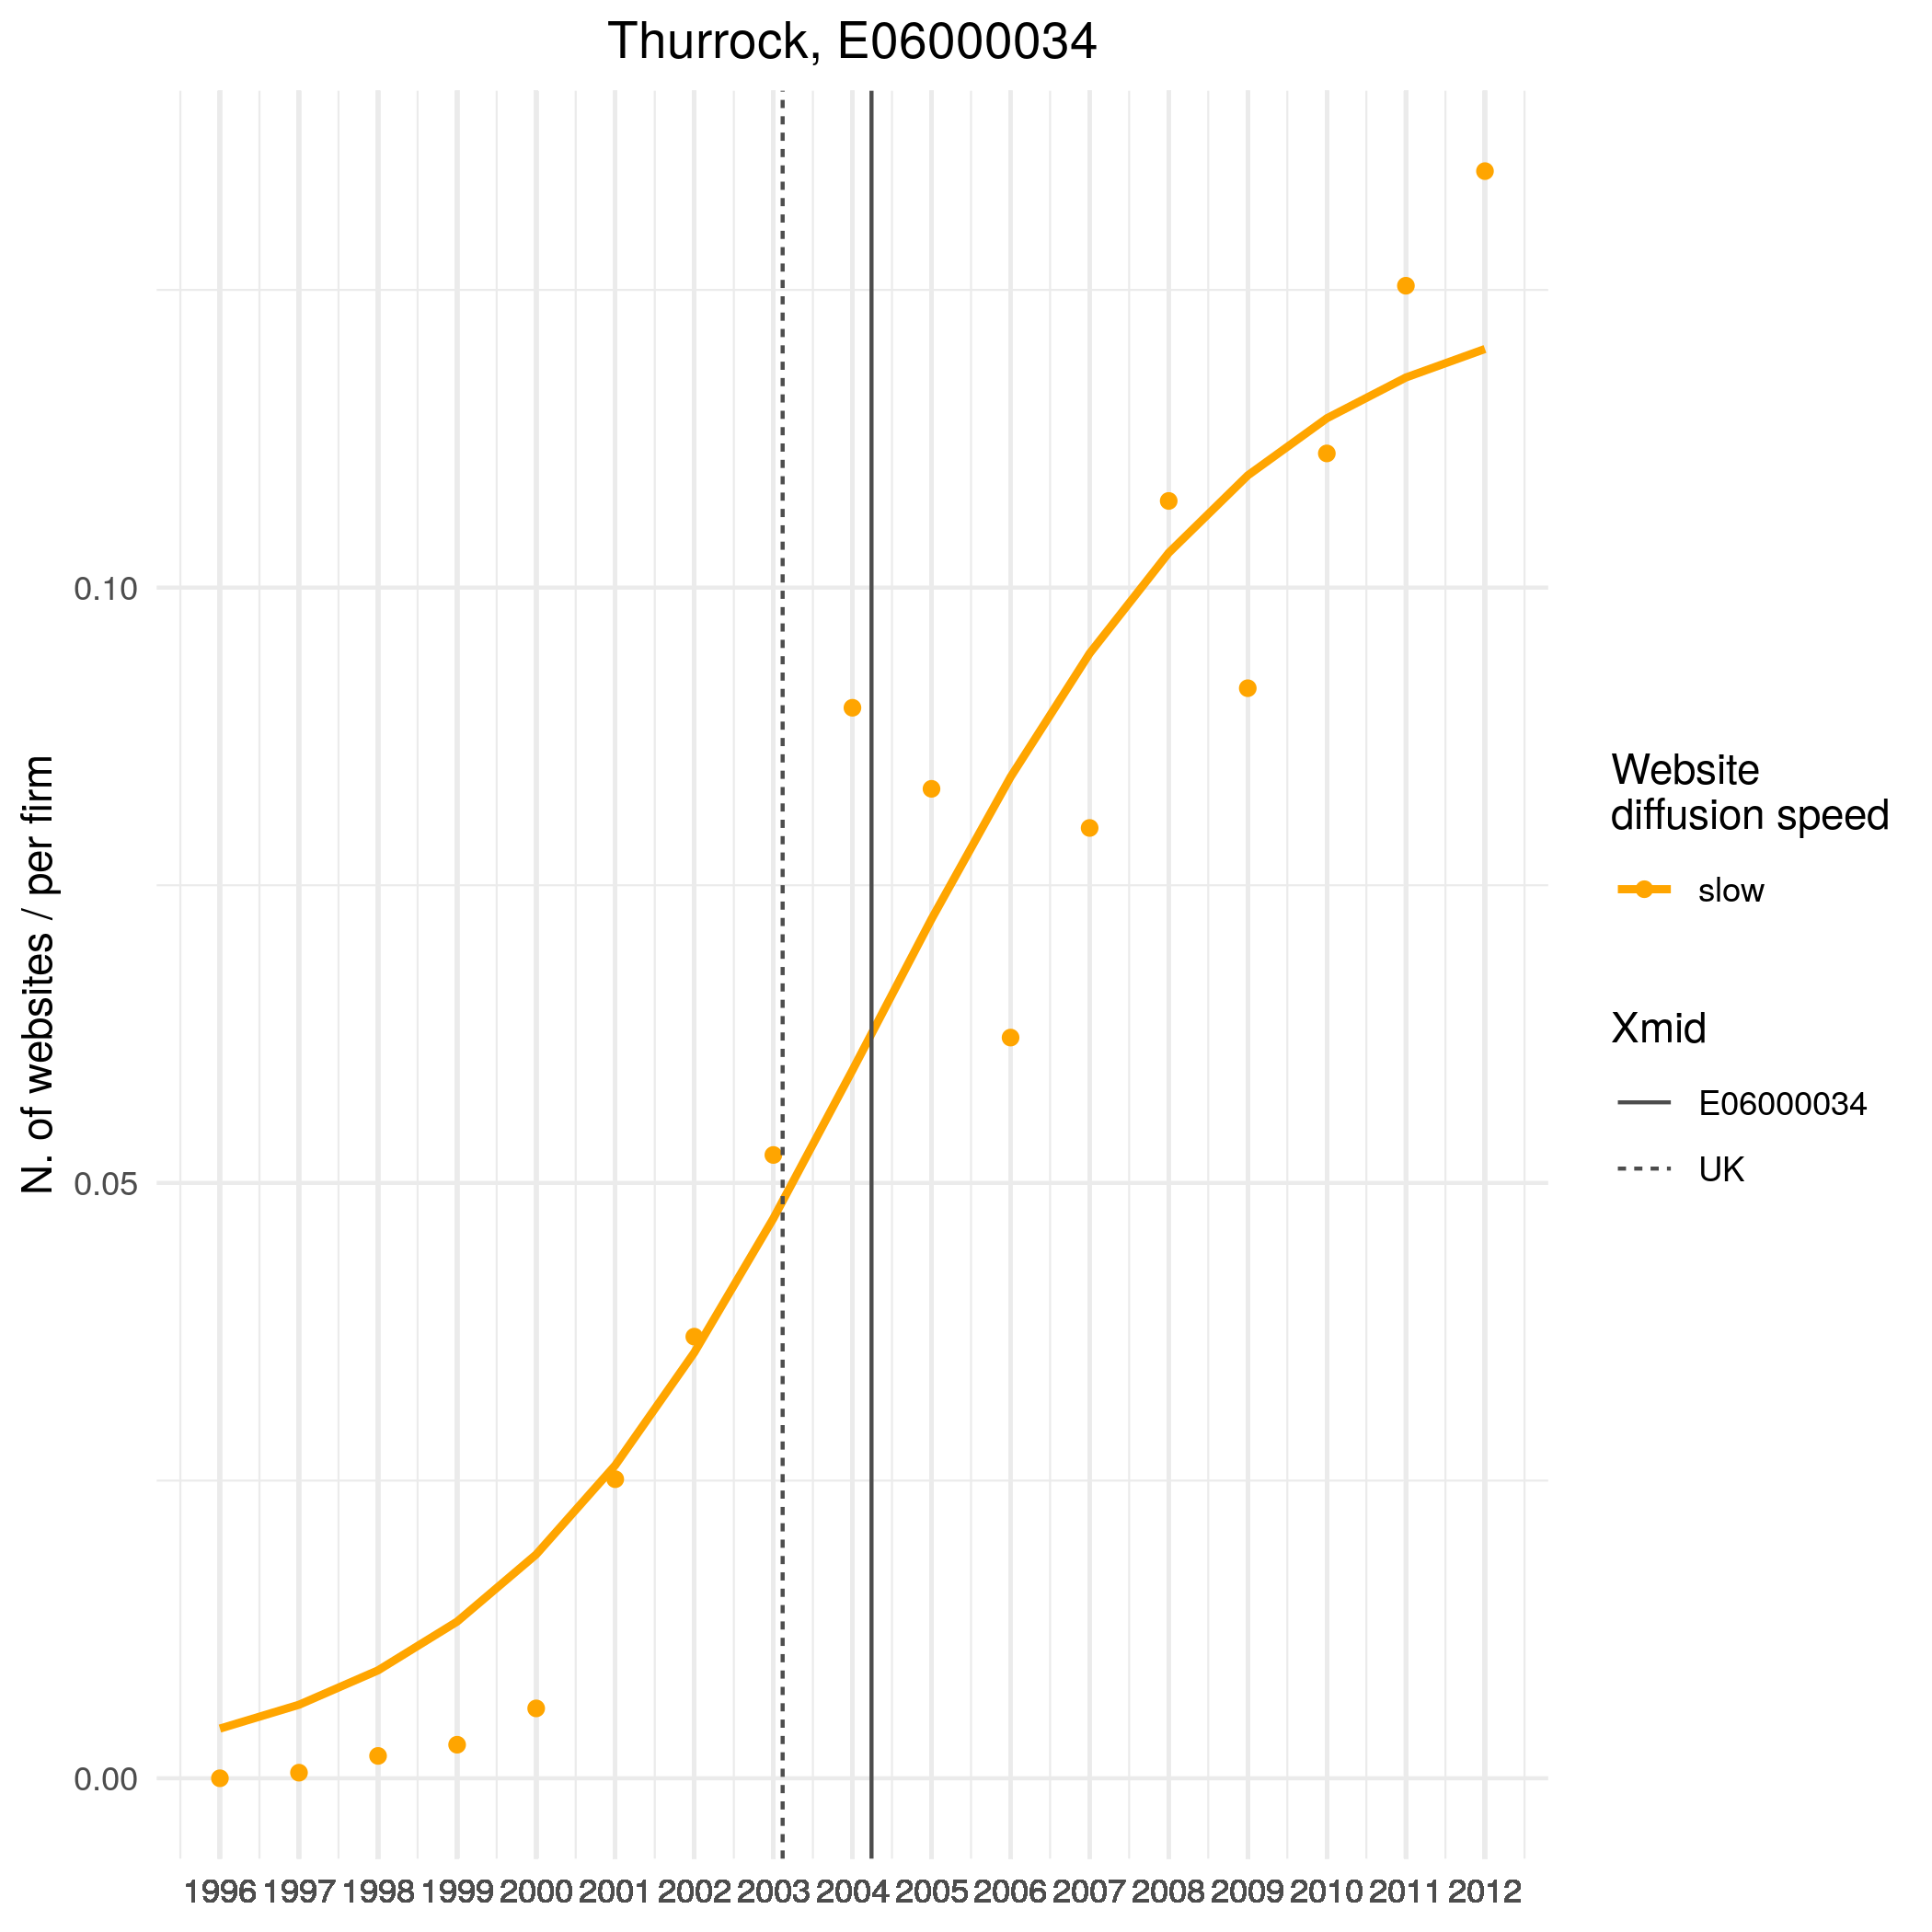 Thurrock, E06000034
N. of websites / per firm
0.10
0.05
0.00
1996 1997 1998 1999 2000 2001 2002 2003 2004 2005 2006 2007 2008 2009 2010 2011 2012
Website
diffusion speed
slow
Xmid
E06000034
UK